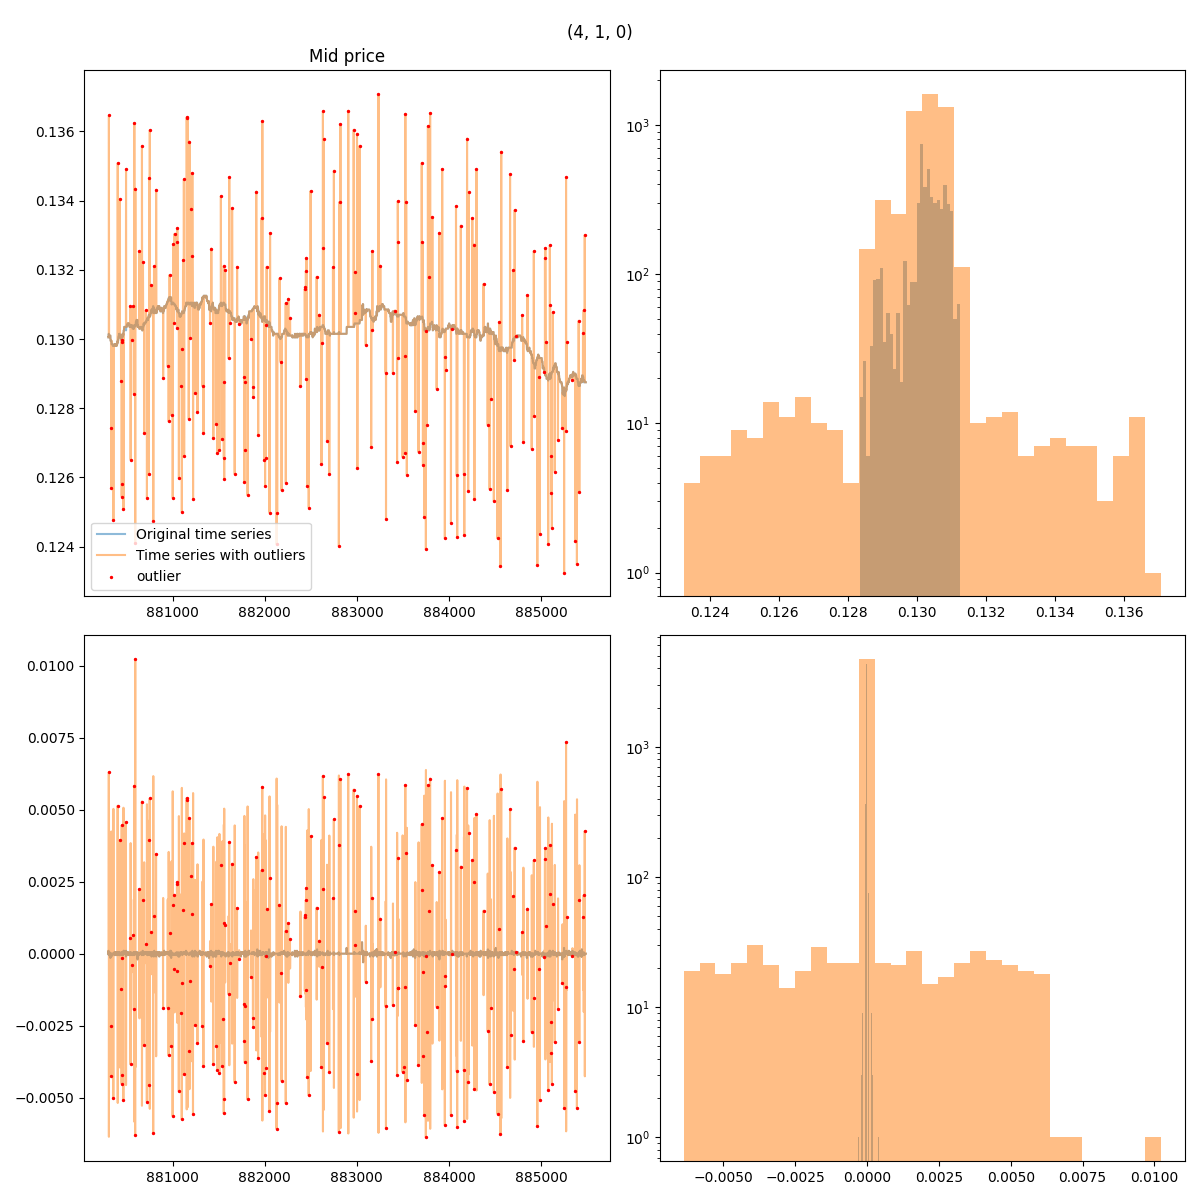 (4, 1, 0)
Mid price
0.136
0.134
0.132
0.130
0.128
0.126
0.124
Original time series
Time series with outliers
outlier
881000 882000 883000 884000 885000
10³
10²
10¹
10⁰
0.124 0.126 0.128 0.130 0.132 0.134 0.136
0.0100
0.0075
0.0050
0.0025
0.0000
−0.0025
−0.0050
881000 882000 883000 884000 885000
10³
10²
10¹
10⁰
−0.0050 −0.0025 0.0000 0.0025 0.0050 0.0075 0.0100